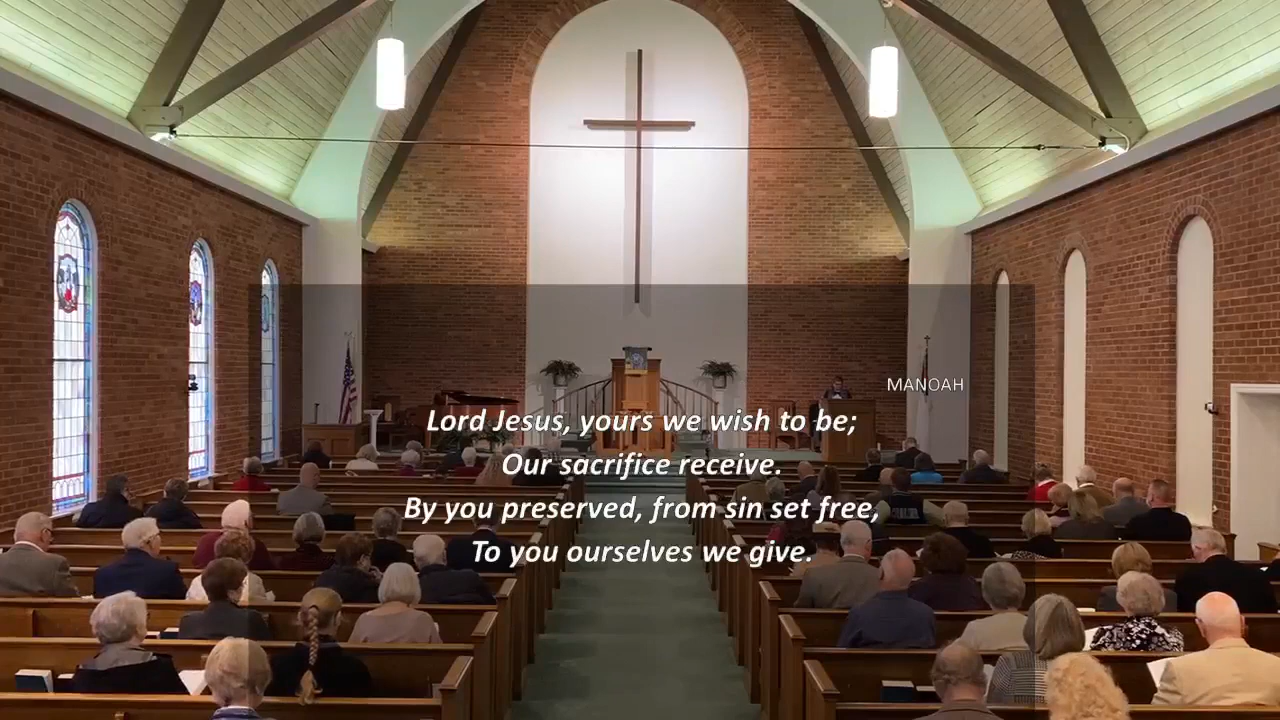 MANOAH
Lord Jesus, yours we wish to be;
Our sacrifice receive.
By you preserved, from sin set free,
To you ourselves we give.